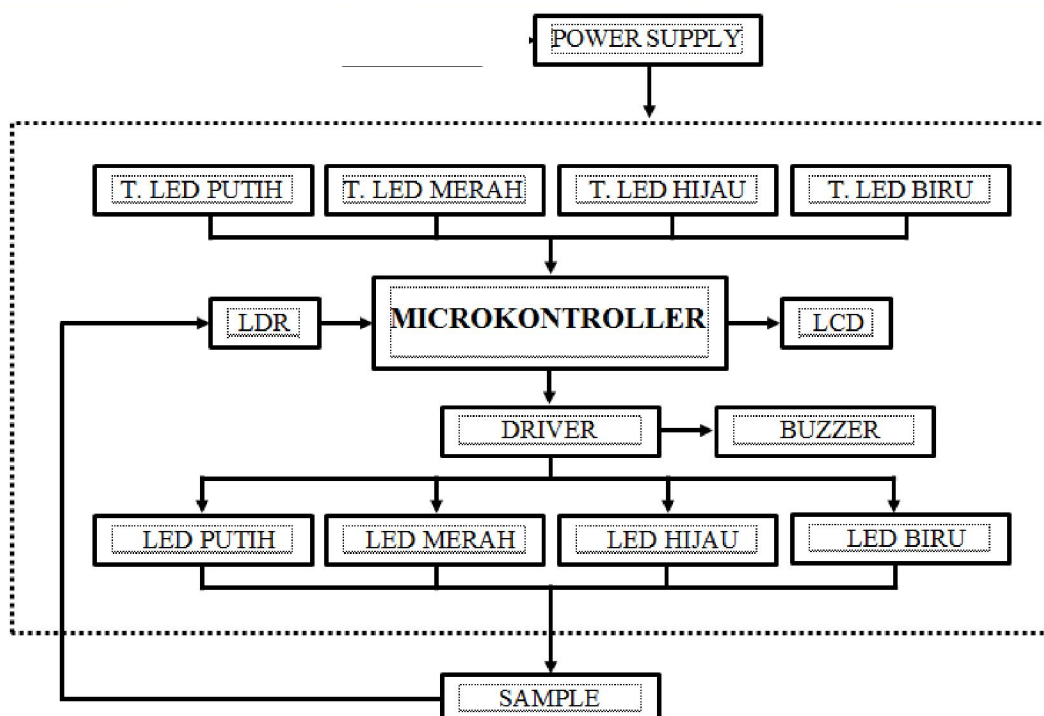 POWER SUPPLY
T. LED PUTIH
T. LED MERAH
T. LED HIJAU
T. LED BIRU
LDR
MICROKONTROLLER
LCD
DRIVER
BUZZER
LED PUTIH
LED MERAH
LED HIJAU
LED BIRU
SAMPLE